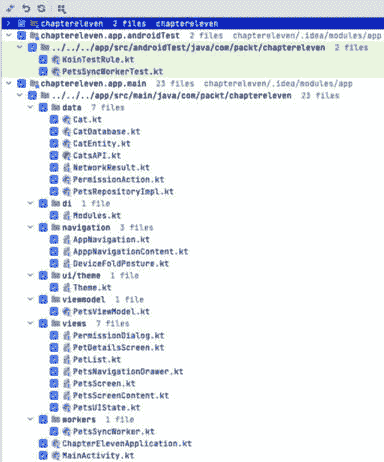 chaptereleven 2 files chaptereleven
chaptereleven.app.androidTest 2 files chaptereleven/.idea/modules/app
../../../app/src/androidTest/java/com/packt/chaptereleven 2 files
KoinTestRule.kt
PetsSyncWorkerTest.kt
chaptereleven.app.main 23 files chaptereleven/.idea/modules/app
../../../app/src/main/java/com/packt/chaptereleven 23 files
data 7 files
Cat.kt
CatDatabase.kt
CatEntity.kt
CatsAPI.kt
NetworkResult.kt
PermissionAction.kt
PetsRepositoryImpl.kt
di 1 file
Modules.kt
navigation 3 files
AppNavigation.kt
ApppNavigationContent.kt
DeviceFoldPosture.kt
ui/theme 1 file
Theme.kt
viewmodel 1 file
PetsViewModel.kt
views 7 files
PermissionDialog.kt
PetDetailsScreen.kt
PetList.kt
PetsNavigationDrawer.kt
PetsScreen.kt
PetsScreenContent.kt
PetsUIState.kt
workers 1 file
PetsSyncWorker.kt
ChapterElevenApplication.kt
MainActivity.kt